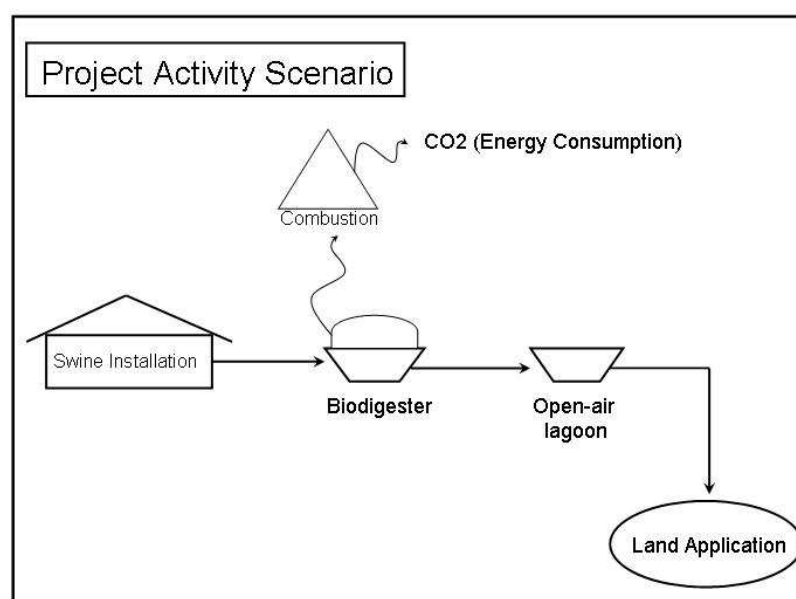 Project Activity Scenario
CO2 (Energy Consumption)
Combustion
Swine Installation
Biodigester
Open-air
lagoon
Land Application